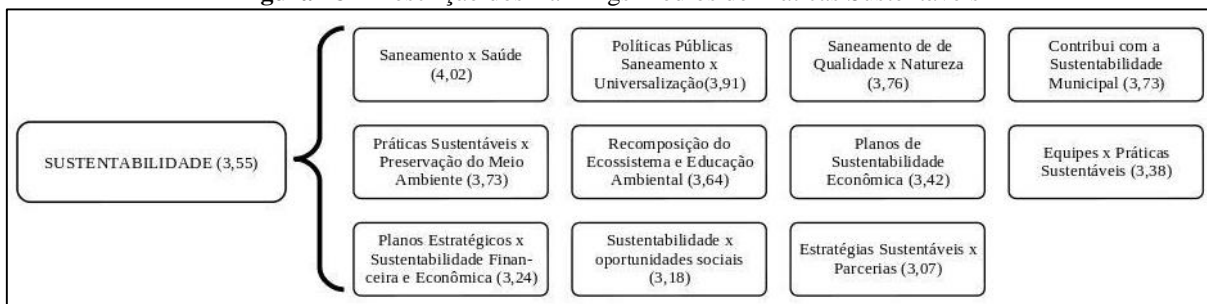 SUSTENTABILIDADE (3,55)
Saneamento x Saúde
(4,02)
Políticas Públicas
Saneamento x
Universalização(3,91)
Saneamento de de
Qualidade x Natureza
(3,76)
Contribui com a
Sustentabilidade
Municipal (3,73)
Práticas Sustentáveis x
Preservação do Meio
Ambiente (3,73)
Recomposição do
Ecossistema e Educação
Ambiental (3,64)
Planos de
Sustentabilidade
Econômica (3,42)
Equipes x Práticas
Sustentáveis (3,38)
Planos Estratégicos x
Sustentabilidade Finan-
ceira e Econômica (3,24)
Sustentabilidade x
oportunidades sociais
(3,18)
Estratégias Sustentáveis x
Parcerias (3,07)